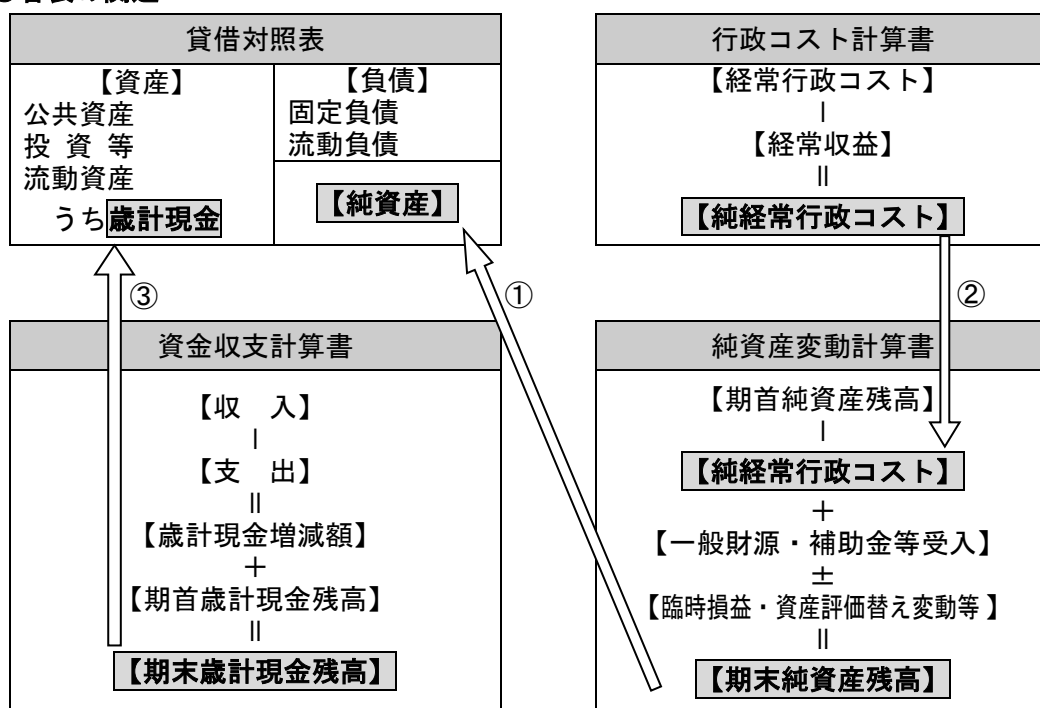 貸借対照表
【資産】
公共資産
投 資 等
流動資産
うち歳計現金
【負債】
固定負債
流動負債
【純資産】
行政コスト計算書
【経常行政コスト】
－
【経常収益】
＝
【純経常行政コスト】
③
①
②
資金収支計算書
【収　入】
－
【支　出】
＝
【歳計現金増減額】
＋
【期首歳計現金残高】
＝
【期末歳計現金残高】
純資産変動計算書
【期首純資産残高】
－
【純経常行政コスト】
＋
【一般財源・補助金等受入】
±
【臨時損益・資産評価替え変動等】
＝
【期末純資産残高】